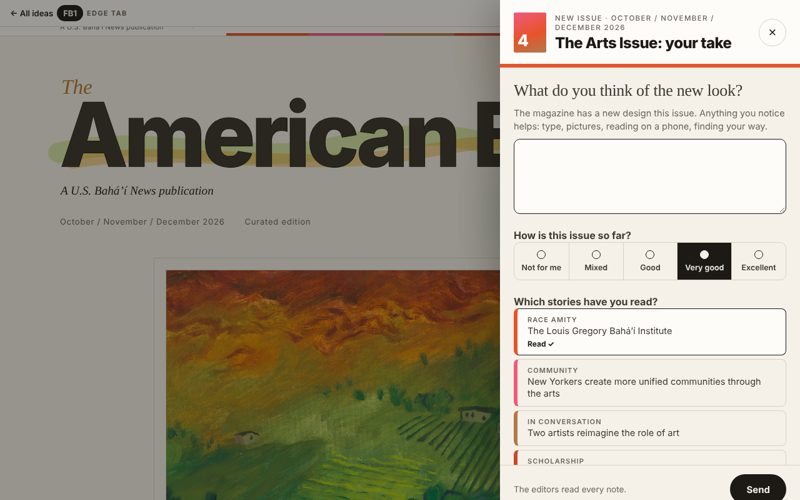 ← All ideas FB1 EDGE TAB
A U.S. Bahá'í News publication
The
American
A U.S. Bahá'í News publication
October / November / December 2026 Curated edition
4
NEW ISSUE · OCTOBER / NOVEMBER /
DECEMBER 2026
The Arts Issue: your take
✕
What do you think of the new look?
The magazine has a new design this issue. Anything you notice
helps: type, pictures, reading on a phone, finding your way.
How is this issue so far?
Not for me Mixed Good Very good Excellent
Which stories have you read?
RACE AMITY
The Louis Gregory Bahá'í Institute
Read ✓
COMMUNITY
New Yorkers create more unified communities through
the arts
IN CONVERSATION
Two artists reimagine the role of art
SCHOLARSHIP
The editors read every note.
Send